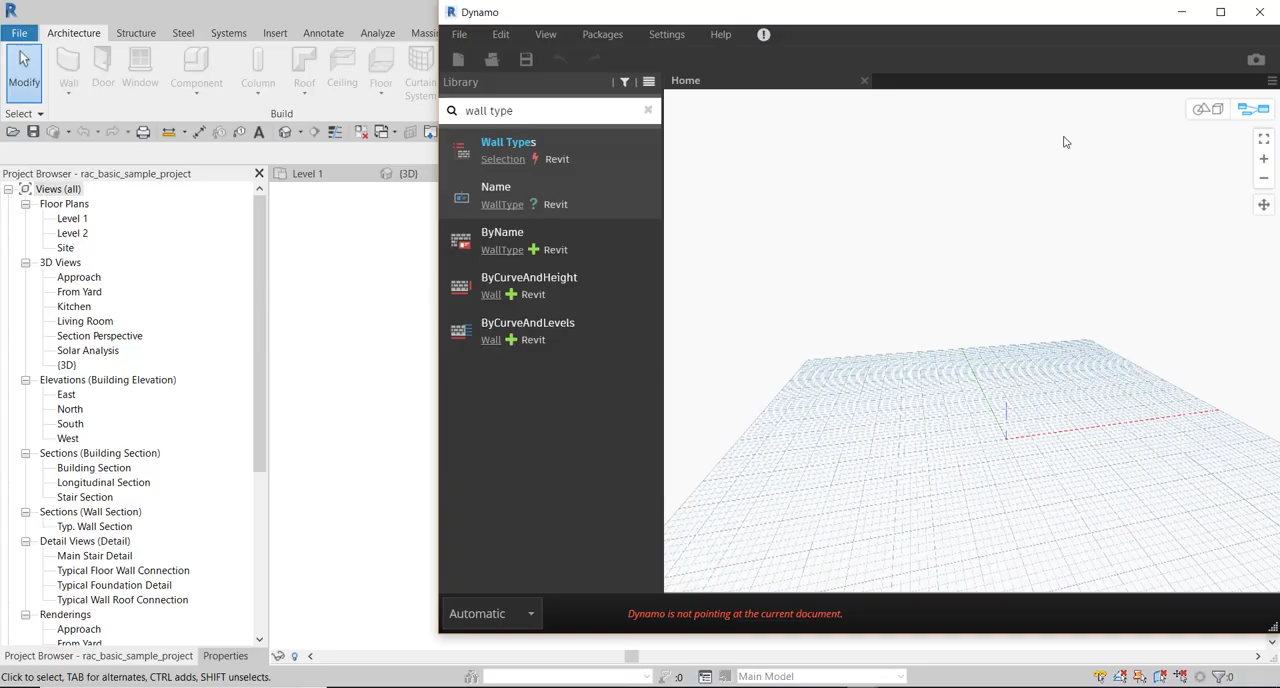 R
Dynamo
File
Architecture
Structure
Steel
Systems
Insert
Annotate
Analyze
Massin
File
Edit
View
Packages
Settings
Help
Modify
Wall
Door
Window
Component
Column
Roof
Ceiling
Floor
Curtain
System
Select
Build
Library
Home
wall type
Project Browser - rac_basic_sample_project
Level 1
(3D)
Views (all)
Floor Plans
Level 1
Level 2
Site
3D Views
Approach
From Yard
Kitchen
Living Room
Section Perspective
Solar Analysis
{3D}
Elevations (Building Elevation)
East
North
South
West
Sections (Building Section)
Building Section
Longitudinal Section
Stair Section
Sections (Wall Section)
Typ. Wall Section
Detail Views (Detail)
Main Stair Detail
Typical Floor Wall Connection
Typical Foundation Detail
Typical Wall Roof Connection
Renderings
Approach
From Yard
Wall Types
Selection Revit
Name
WallType ? Revit
ByName
WallType + Revit
ByCurveAndHeight
Wall + Revit
ByCurveAndLevels
Wall + Revit
Automatic
Dynamo is not pointing at the current document.
Project Browser - rac_basic_sample_project
Properties
Click to select, TAB for alternates, CTRL adds, SHIFT unselects.
:0
Main Model
:0